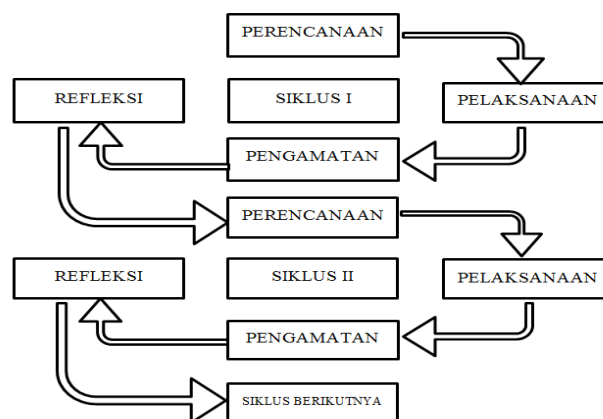 PERENCANAAN
REFLEKSI
SIKLUS I
PELAKSANAAN
PENGAMATAN
PERENCANAAN
REFLEKSI
SIKLUS II
PELAKSANAAN
PENGAMATAN
SIKLUS BERIKUTNYA